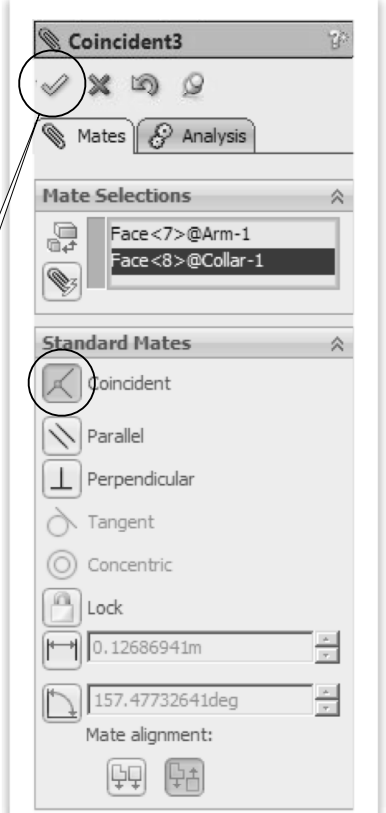 Coincident3
Mates
Analysis
Mate Selections
Face<7>@Arm-1
Face<8>@Collar-1
Standard Mates
Coincident
Parallel
Perpendicular
Tangent
Concentric
Lock
0.12686941m
157.47732641deg
Mate alignment: